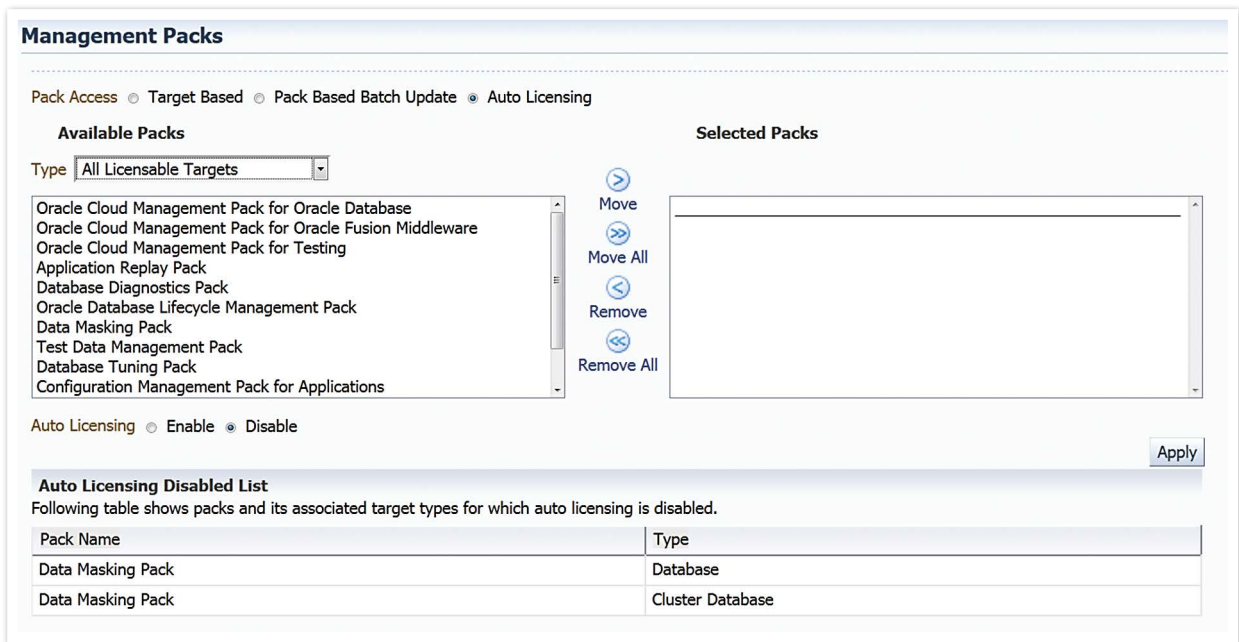 Management Packs
Pack Access Target Based Pack Based Batch Update Auto Licensing
Available Packs
Selected Packs
Type All Licensable Targets
Oracle Cloud Management Pack for Oracle Database
Oracle Cloud Management Pack for Oracle Fusion Middleware
Oracle Cloud Management Pack for Testing
Application Replay Pack
Database Diagnostics Pack
Oracle Database Lifecycle Management Pack
Data Masking Pack
Test Data Management Pack
Database Tuning Pack
Configuration Management Pack for Applications
Move
Move All
Remove
Remove All
Auto Licensing Enable Disable
Apply
Auto Licensing Disabled List
Following table shows packs and its associated target types for which auto licensing is disabled.
Pack Name Type
Data Masking Pack Database
Data Masking Pack Cluster Database